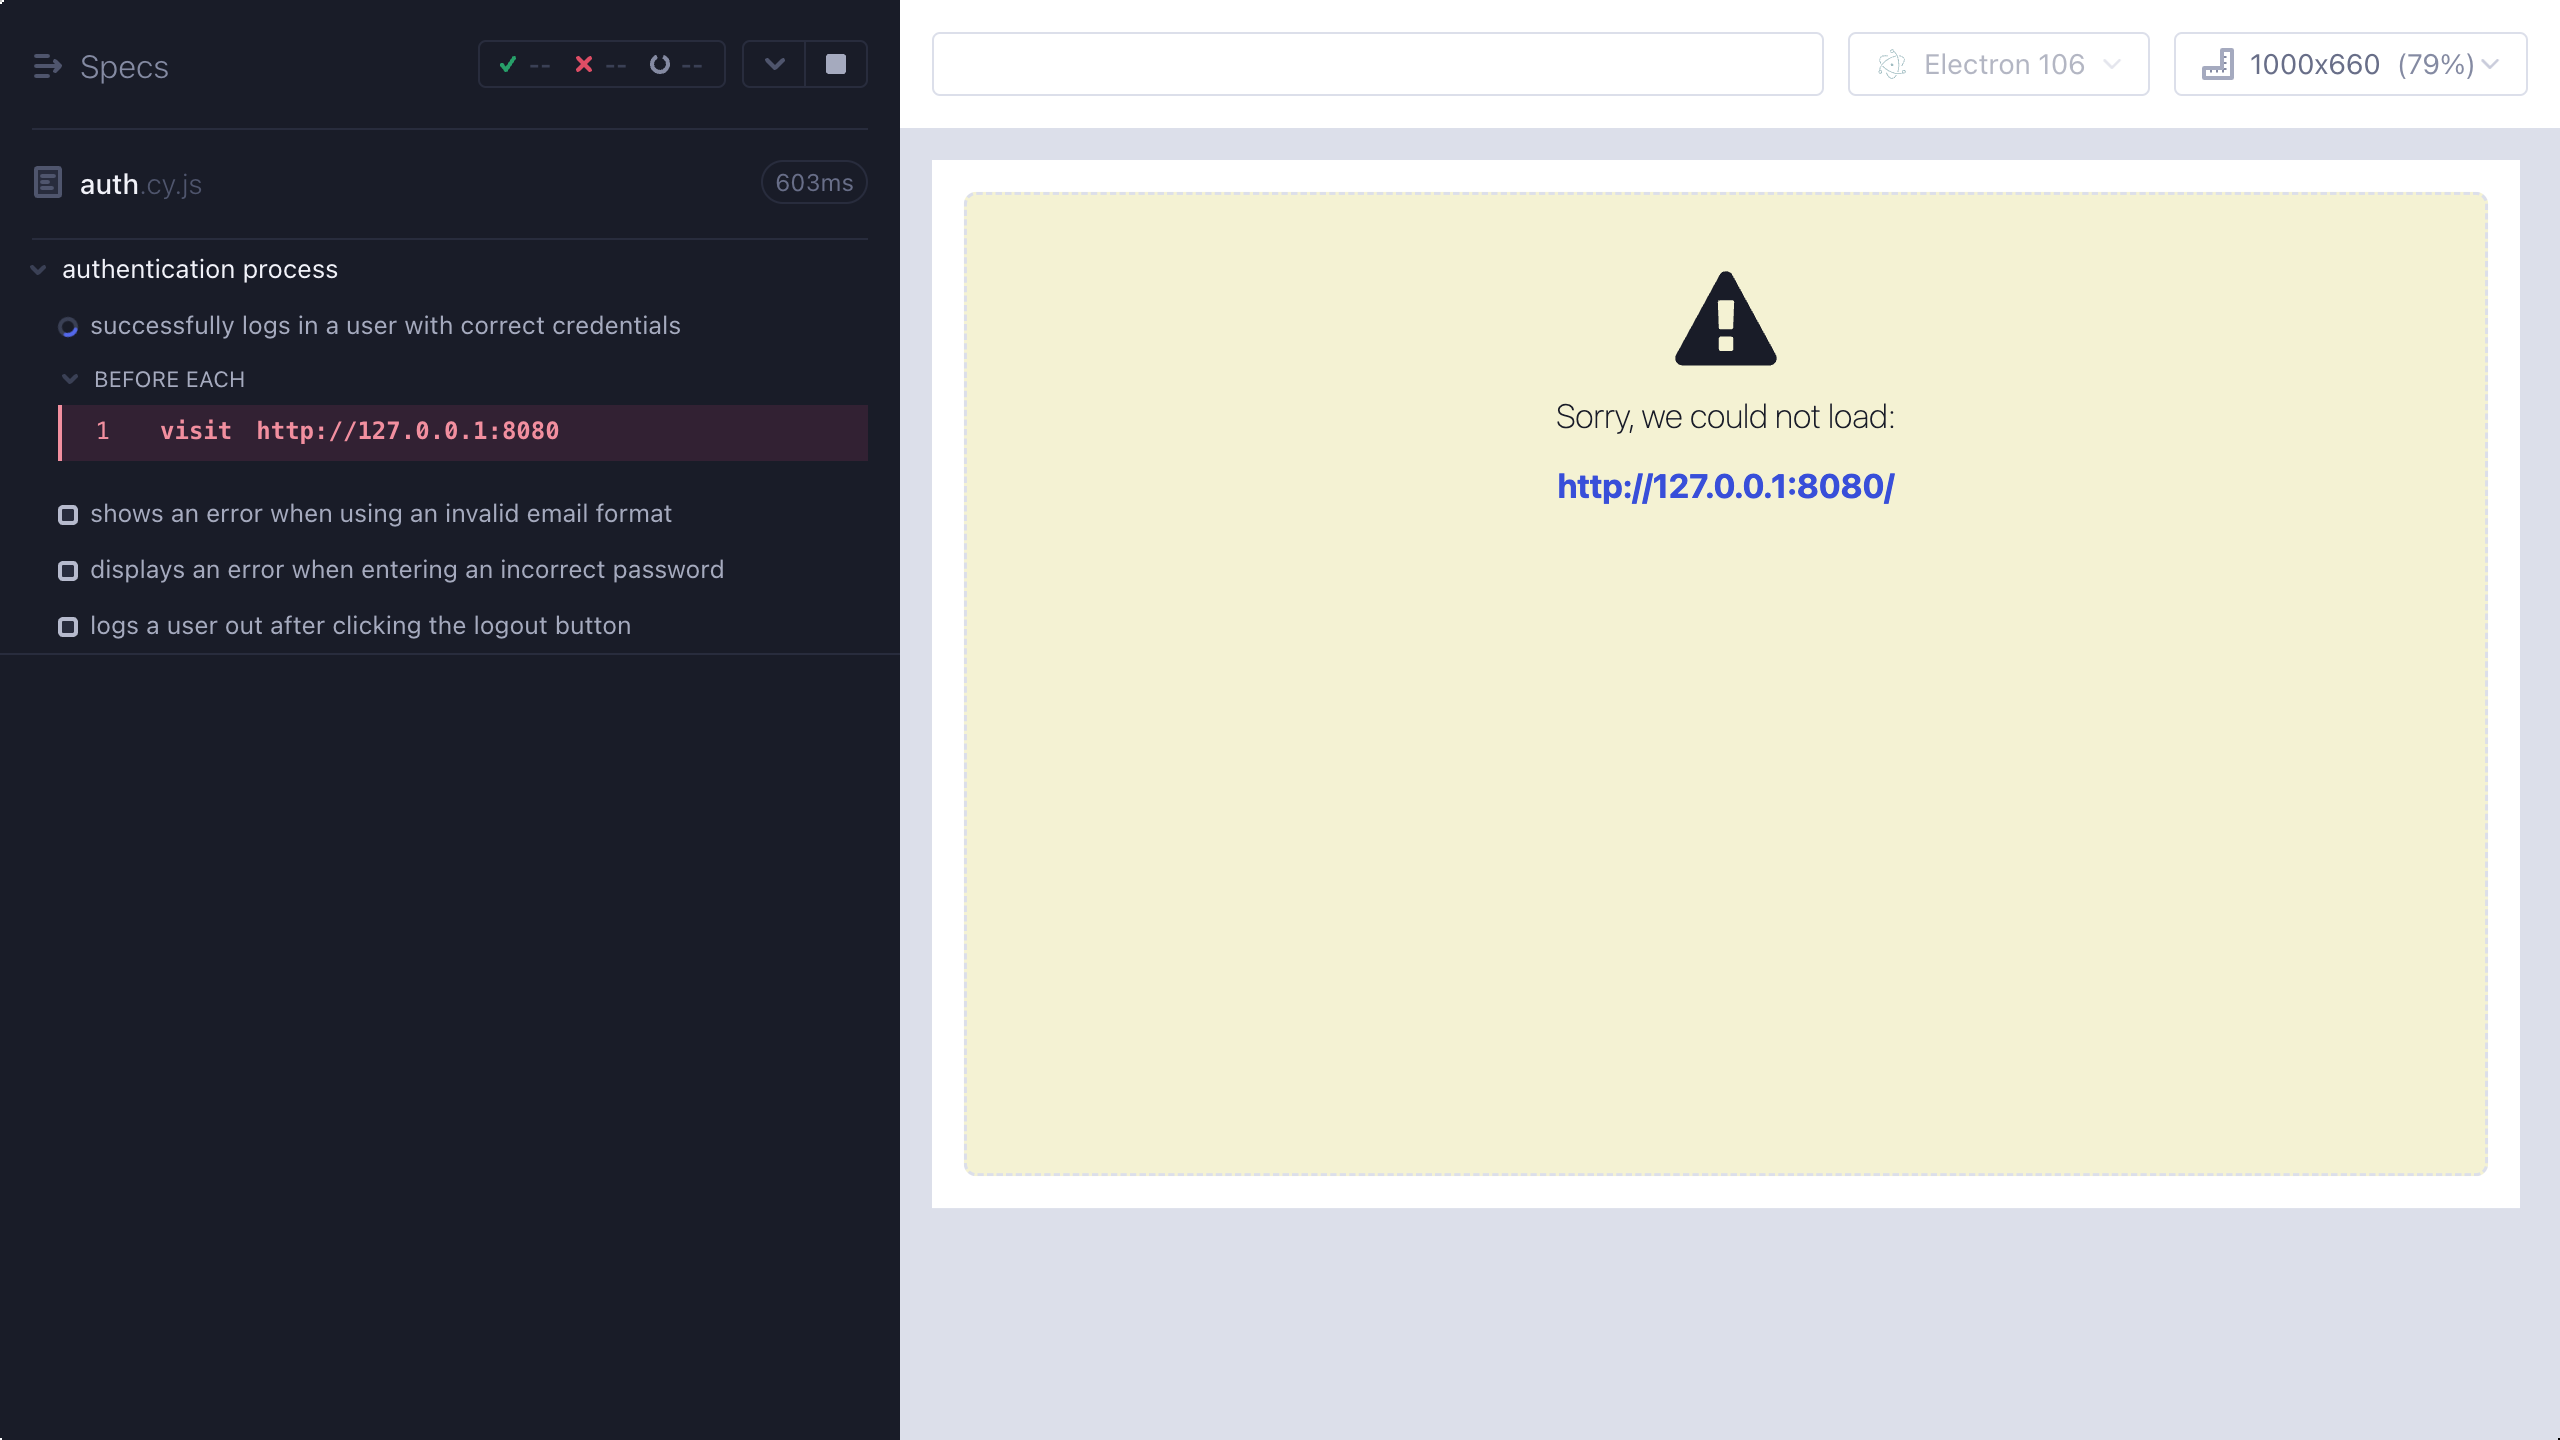 Specs
-- -- --
auth.cy.js 603ms
authentication process
successfully logs in a user with correct credentials
BEFORE EACH
1 visit http://127.0.0.1:8080
shows an error when using an invalid email format
displays an error when entering an incorrect password
logs a user out after clicking the logout button
Electron 106
1000x660 (79%)
Sorry, we could not load:
http://127.0.0.1:8080/